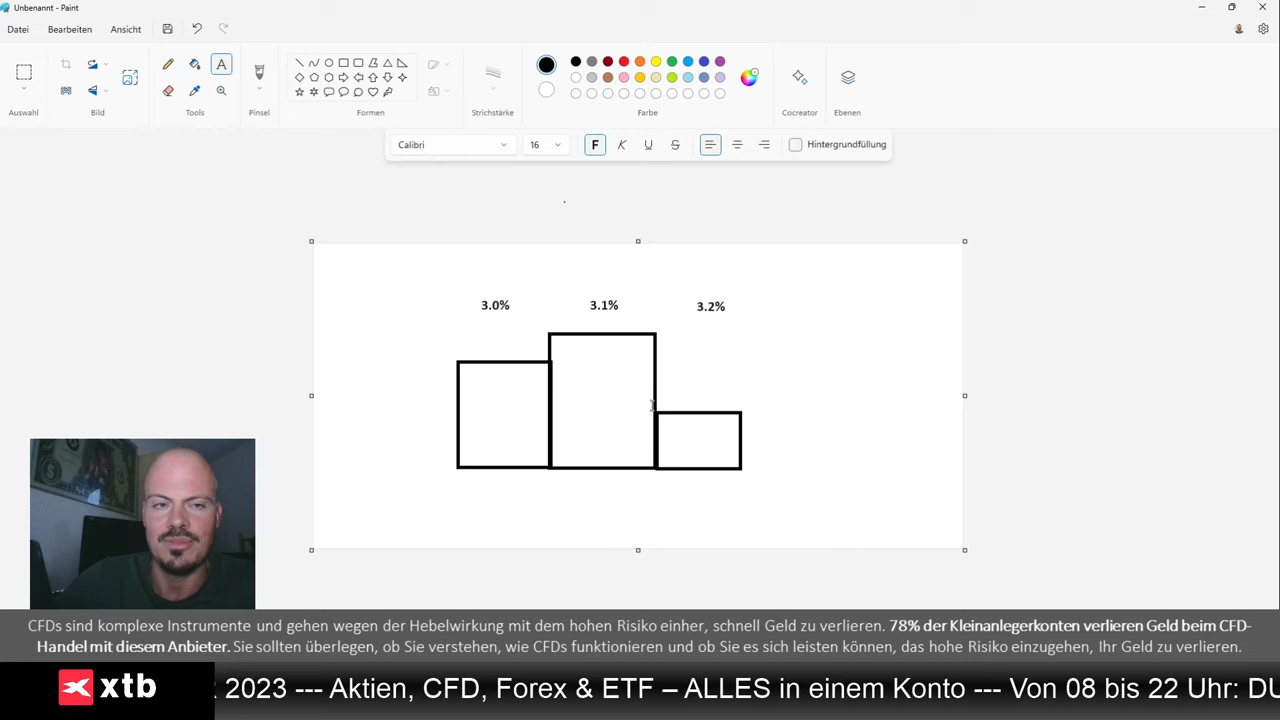 Unbenannt - Paint
Datei Bearbeiten Ansicht
Auswahl Bild Tools Pinsel Formen Strichstärke Farbe Cocreator Ebenen
Calibri 16 F K U S Hintergrundfüllung
3.0% 3.1% 3.2%
CFDs sind komplexe Instrumente und gehen wegen der Hebelwirkung mit dem hohen Risiko einher, schnell Geld zu verlieren. 78% der Kleinanlegerkonten verlieren Geld beim CFD-
Handel mit diesem Anbieter. Sie sollten überlegen, ob Sie verstehen, wie CFDs funktionieren und ob Sie es sich leisten können, das hohe Risiko einzugehen, Ihr Geld zu verlieren.
xtb 2023 --- Aktien, CFD, Forex & ETF – ALLES in einem Konto --- Von 08 bis 22 Uhr: DU